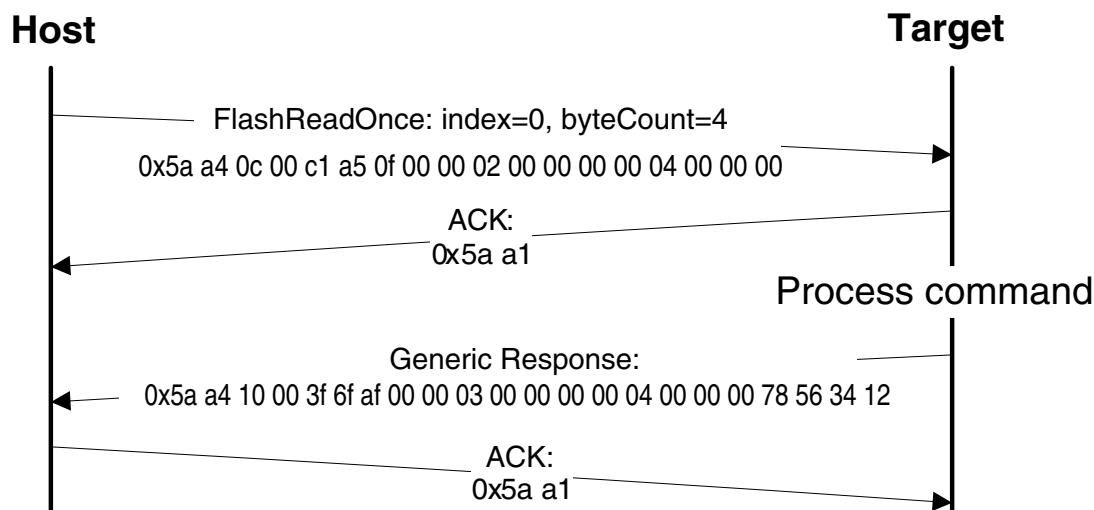 Host
Target
FlashReadOnce: index=0, byteCount=4
0x5a a4 0c 00 c1 a5 0f 00 00 02 00 00 00 00 04 00 00 00
ACK:
0x5a a1
Process command
Generic Response:
0x5a a4 10 00 3f 6f af 00 00 03 00 00 00 00 04 00 00 00 78 56 34 12
ACK:
0x5a a1